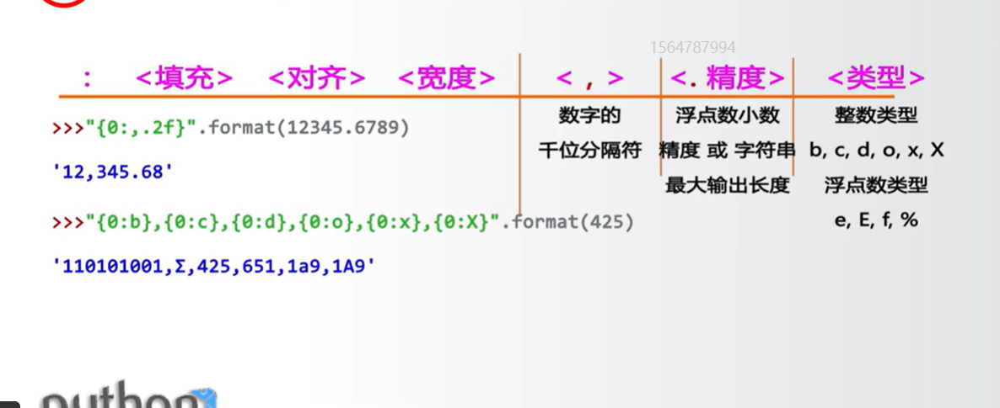 1564787994
: <填充> <对齐> <宽度> < , > <. 精度> <类型>
数字的 浮点数小数 整数类型
>>>"{0:,.2f}".format(12345.6789)
千位分隔符 精度 或 字符串 b, c, d, o, x, X
'12,345.68'
最大输出长度 浮点数类型
>>>"{0:b},{0:c},{0:d},{0:o},{0:x},{0:X}".format(425)
e, E, f, %
'110101001,Σ,425,651,1a9,1A9'
python